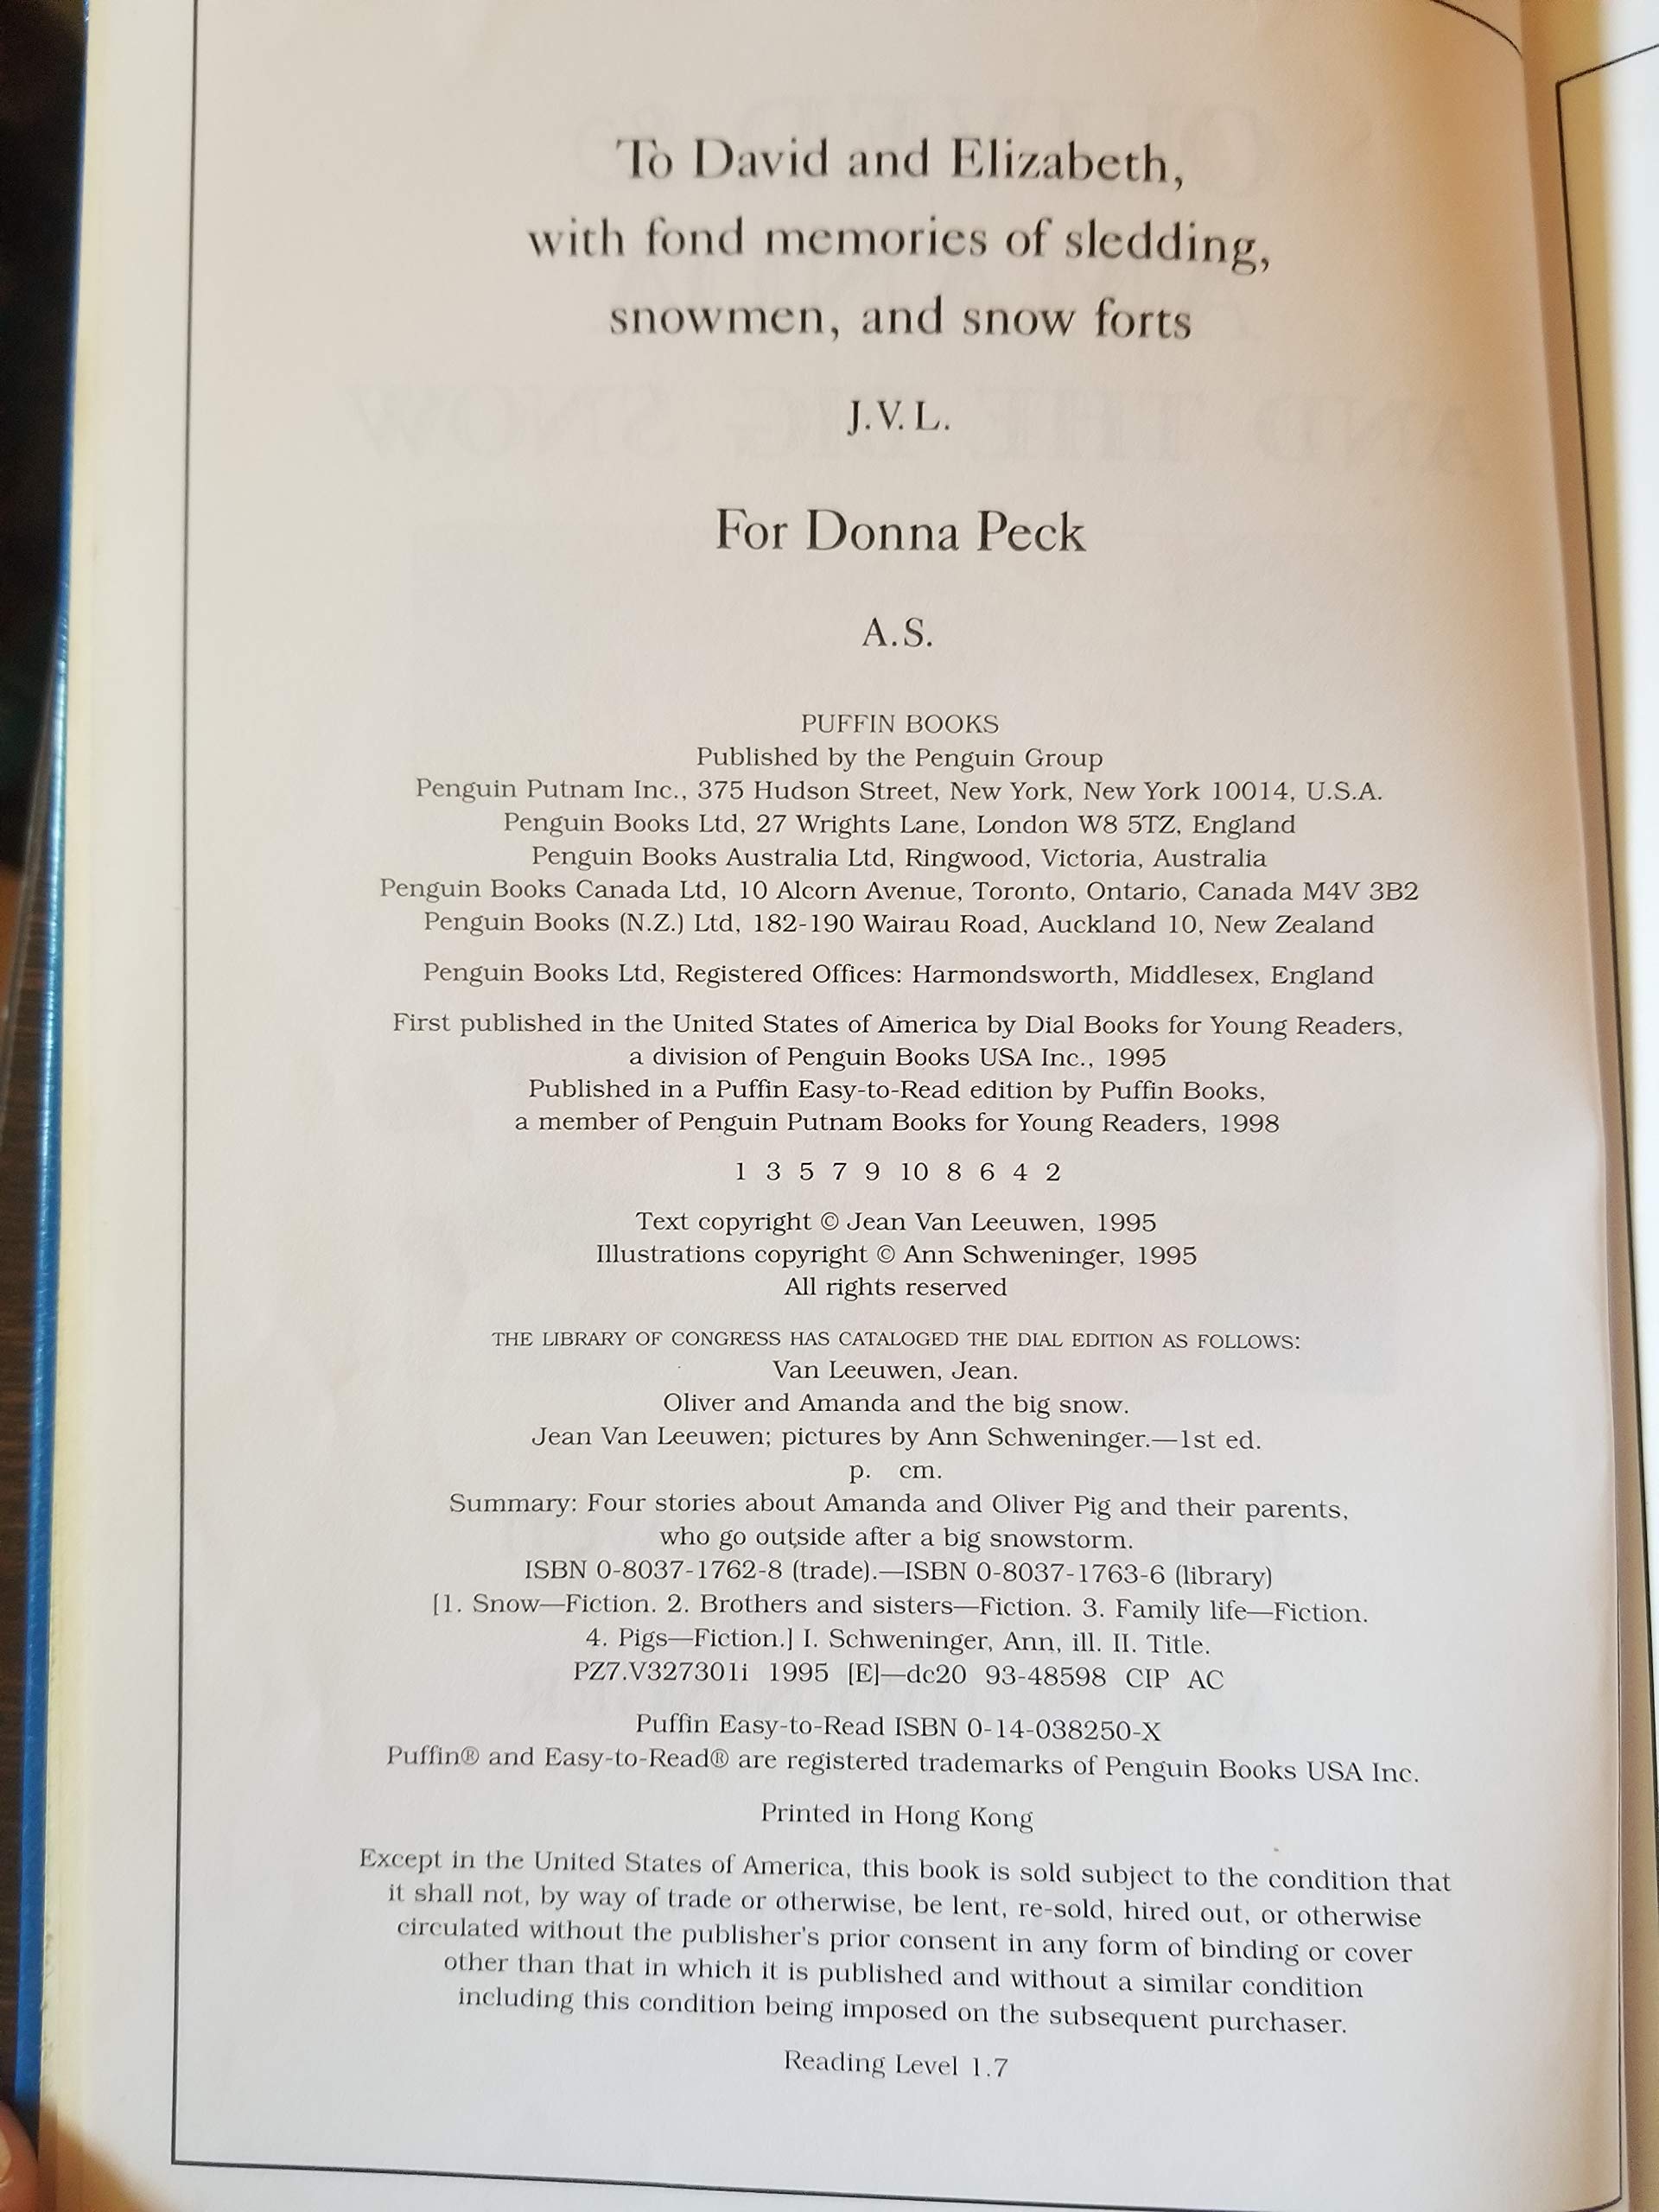 To David and Elizabeth,
with fond memories of sledding,
snowmen, and snow forts
J.V.L.
For Donna Peck
A.S.
PUFFIN BOOKS
Published by the Penguin Group
Penguin Putnam Inc., 375 Hudson Street, New York, New York 10014, U.S.A.
Penguin Books Ltd, 27 Wrights Lane, London W8 5TZ, England
Penguin Books Australia Ltd, Ringwood, Victoria, Australia
Penguin Books Canada Ltd, 10 Alcorn Avenue, Toronto, Ontario, Canada M4V 3B2
Penguin Books (N.Z.) Ltd, 182-190 Wairau Road, Auckland 10, New Zealand
Penguin Books Ltd, Registered Offices: Harmondsworth, Middlesex, England
First published in the United States of America by Dial Books for Young Readers,
a division of Penguin Books USA Inc., 1995
Published in a Puffin Easy-to-Read edition by Puffin Books,
a member of Penguin Putnam Books for Young Readers, 1998
1 3 5 7 9 10 8 6 4 2
Text copyright © Jean Van Leeuwen, 1995
Illustrations copyright © Ann Schweninger, 1995
All rights reserved
THE LIBRARY OF CONGRESS HAS CATALOGED THE DIAL EDITION AS FOLLOWS:
Van Leeuwen, Jean.
Oliver and Amanda and the big snow.
Jean Van Leeuwen; pictures by Ann Schweninger.—1st ed.
p. cm.
Summary: Four stories about Amanda and Oliver Pig and their parents,
who go outside after a big snowstorm.
ISBN 0-8037-1762-8 (trade).—ISBN 0-8037-1763-6 (library)
[1. Snow—Fiction. 2. Brothers and sisters—Fiction. 3. Family life—Fiction.
4. Pigs—Fiction.] I. Schweninger, Ann, ill. II. Title.
PZ7.V3273Oli 1995 [E]—dc20 93-48598 CIP AC
Puffin Easy-to-Read ISBN 0-14-038250-X
Puffin® and Easy-to-Read® are registered trademarks of Penguin Books USA Inc.
Printed in Hong Kong
Except in the United States of America, this book is sold subject to the condition that
it shall not, by way of trade or otherwise, be lent, re-sold, hired out, or otherwise
circulated without the publisher's prior consent in any form of binding or cover
other than that in which it is published and without a similar condition
including this condition being imposed on the subsequent purchaser.
Reading Level 1.7